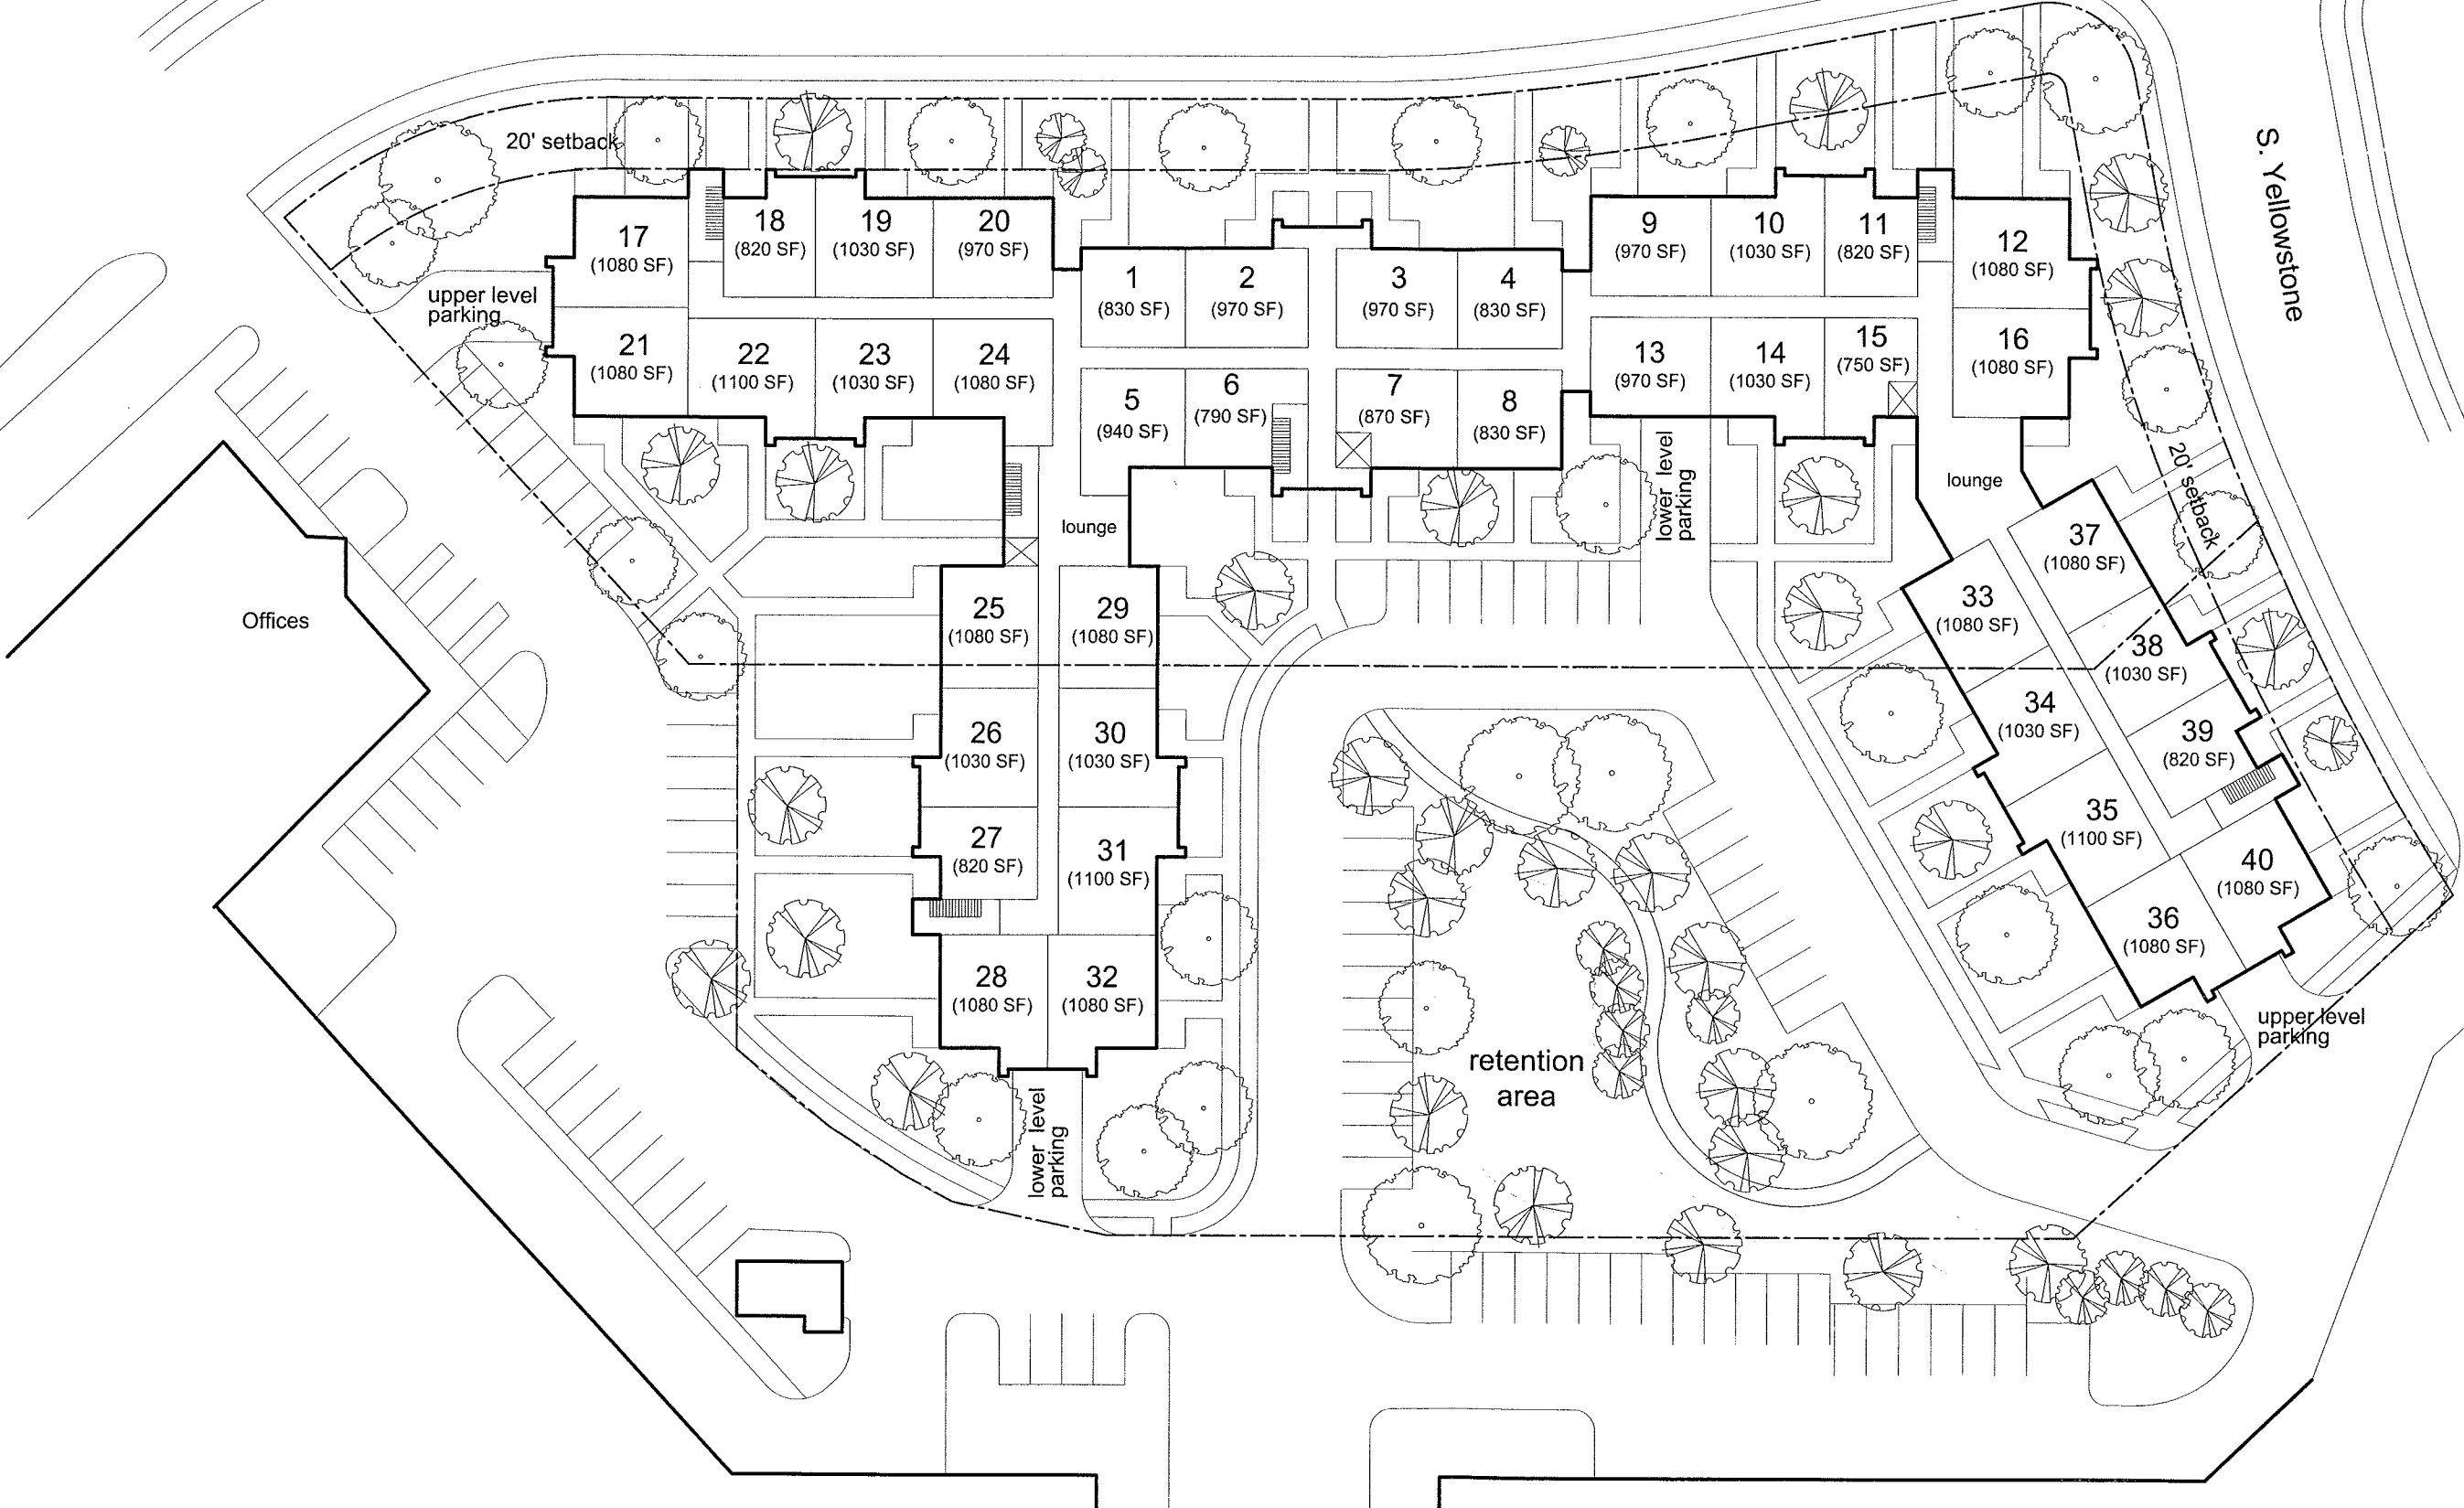 20' setback
S. Yellowstone
17
(1080 SF)
18
(820 SF)
19
(1030 SF)
20
(970 SF)
1
(830 SF)
2
(970 SF)
3
(970 SF)
4
(830 SF)
9
(970 SF)
10
(1030 SF)
11
(820 SF)
12
(1080 SF)
upper level
parking
21
(1080 SF)
22
(1100 SF)
23
(1030 SF)
24
(1080 SF)
5
(940 SF)
6
(790 SF)
7
(870 SF)
8
(830 SF)
13
(970 SF)
14
(1030 SF)
15
(750 SF)
16
(1080 SF)
lower level
parking
lounge
lounge
20' setback
Offices
25
(1080 SF)
29
(1080 SF)
26
(1030 SF)
30
(1030 SF)
27
(820 SF)
31
(1100 SF)
28
(1080 SF)
32
(1080 SF)
33
(1080 SF)
37
(1080 SF)
34
(1030 SF)
38
(1030 SF)
35
(1100 SF)
39
(820 SF)
36
(1080 SF)
40
(1080 SF)
upper level
parking
retention
area
lower level
parking